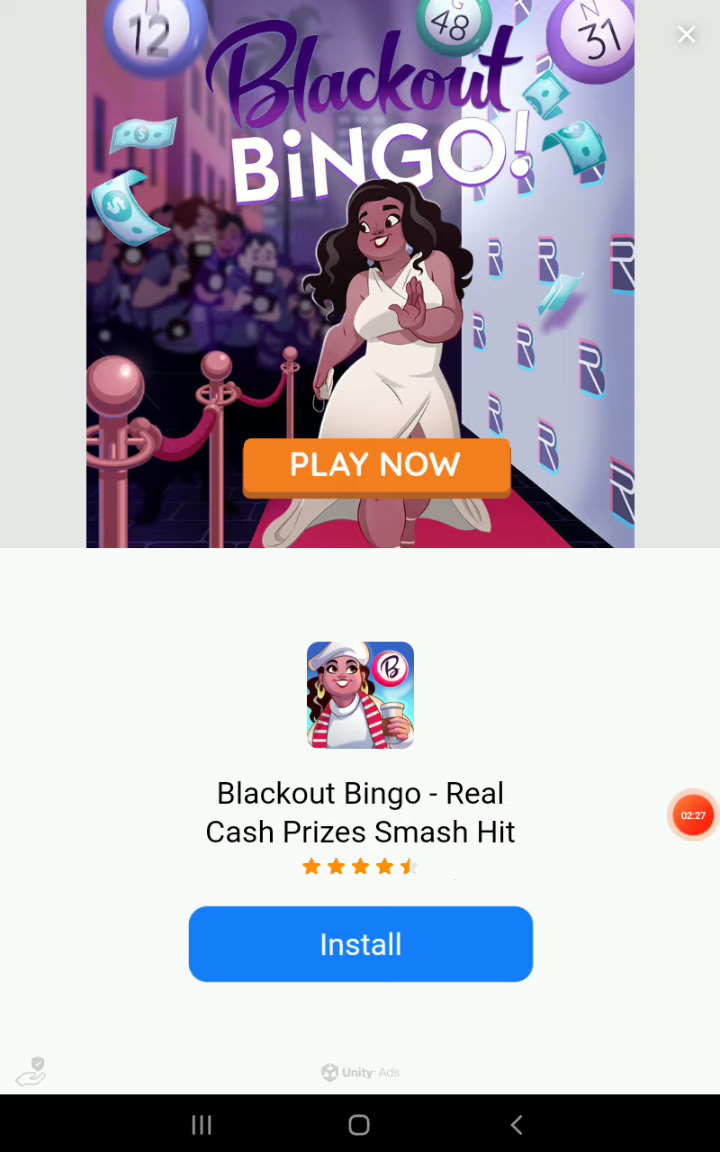 I
12
G
48
N
31
Blackout
BiNGO!
PLAY NOW
B
Blackout Bingo - Real
Cash Prizes Smash Hit
02:27
Install
Unity Ads